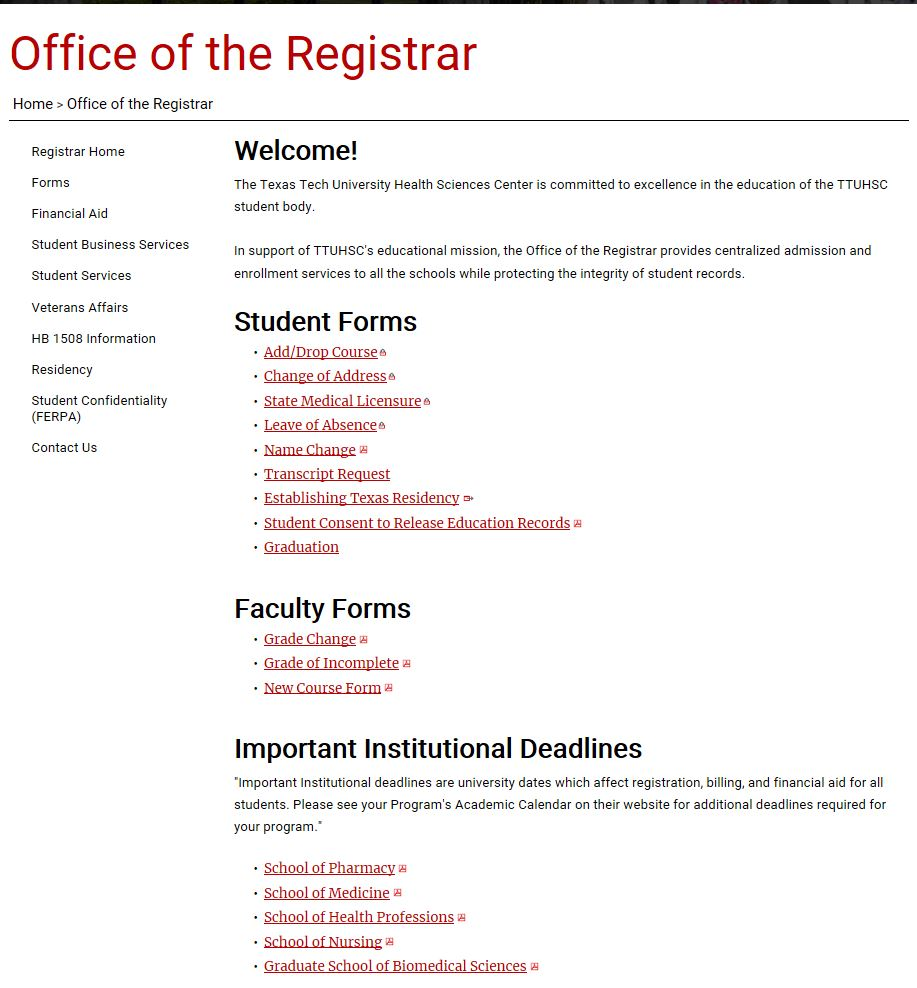 Office of the Registrar
Home > Office of the Registrar
Registrar Home
Forms
Financial Aid
Student Business Services
Student Services
Veterans Affairs
HB 1508 Information
Residency
Student Confidentiality
(FERPA)
Contact Us
Welcome!
The Texas Tech University Health Sciences Center is committed to excellence in the education of the TTUHSC
student body.
In support of TTUHSC's educational mission, the Office of the Registrar provides centralized admission and
enrollment services to all the schools while protecting the integrity of student records.
Student Forms
• Add/Drop Course
• Change of Address
• State Medical Licensure
• Leave of Absence
• Name Change
• Transcript Request
• Establishing Texas Residency
• Student Consent to Release Education Records
• Graduation
Faculty Forms
• Grade Change
• Grade of Incomplete
• New Course Form
Important Institutional Deadlines
"Important Institutional deadlines are university dates which affect registration, billing, and financial aid for all
students. Please see your Program's Academic Calendar on their website for additional deadlines required for
your program."
• School of Pharmacy
• School of Medicine
• School of Health Professions
• School of Nursing
• Graduate School of Biomedical Sciences